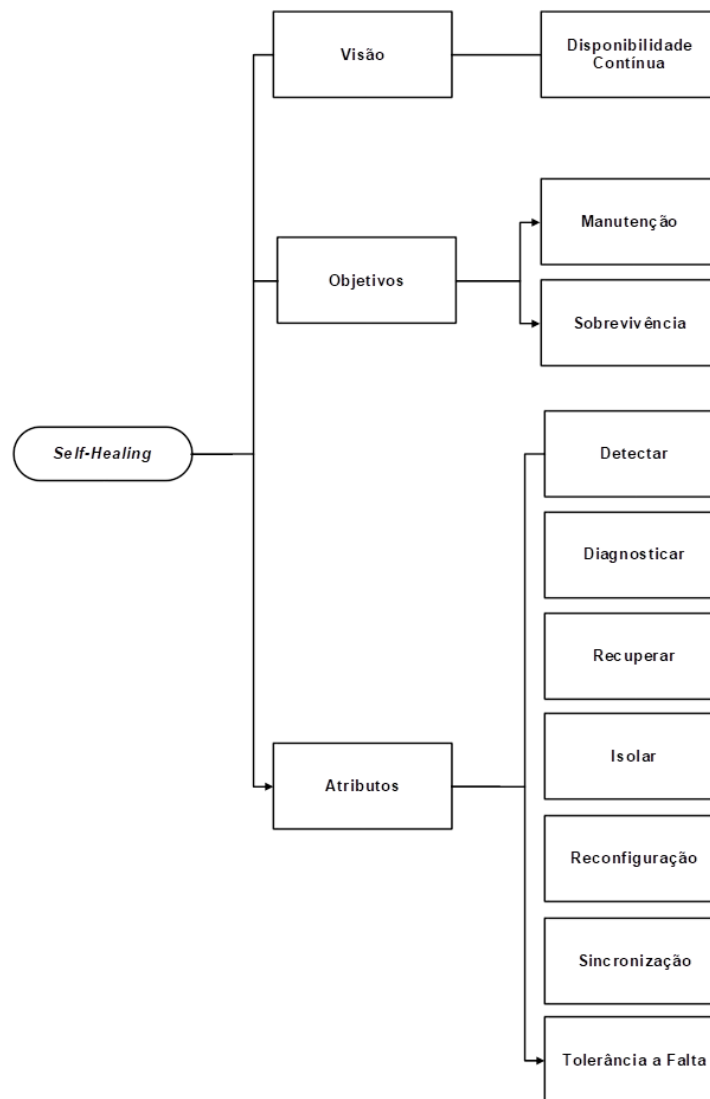 Visão
Disponibilidade
Contínua
Objetivos
Manutenção
Sobrevivência
Self-Healing
Atributos
Detectar
Diagnosticar
Recuperar
Isolar
Reconfiguração
Sincronização
Tolerância a Falta